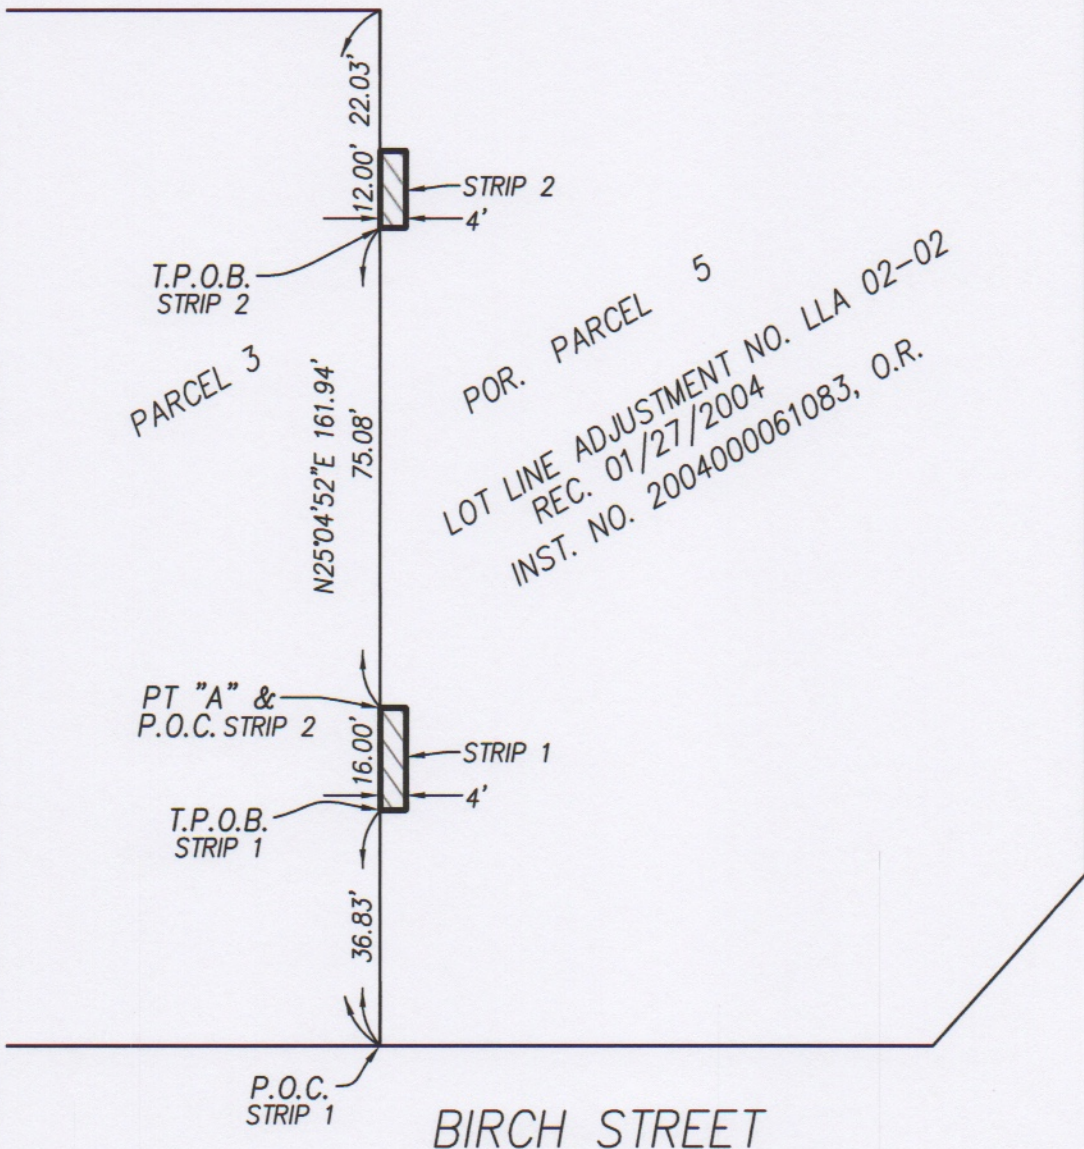 22.03'
12.00'
STRIP 2
4'
T.P.O.B.
STRIP 2
PARCEL 3
N25°04'52"E 161.94'
75.08'
POR. PARCEL 5
LOT LINE ADJUSTMENT NO. LLA 02-02
REC. 01/27/2004
INST. NO. 2004000061083, O.R.
PT "A" &
P.O.C. STRIP 2
16.00'
STRIP 1
4'
T.P.O.B.
STRIP 1
36.83'
P.O.C.
STRIP 1
BIRCH STREET